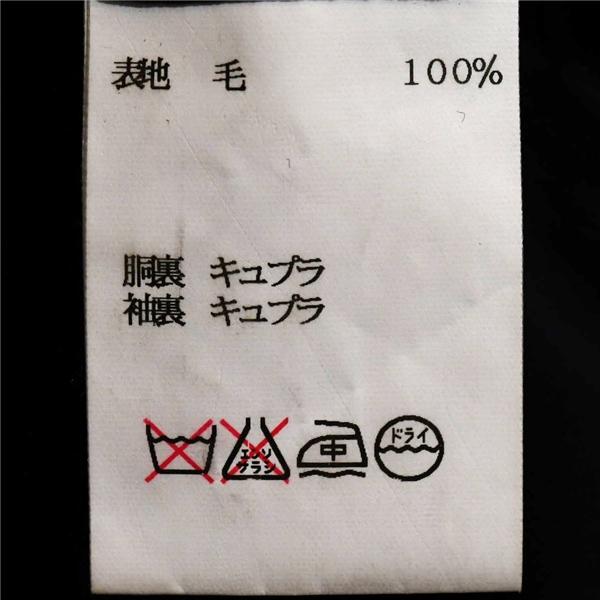 表地 毛 100%
胴裏 キュプラ
袖裏 キュプラ
エンソ 中 ドライ
サラシ